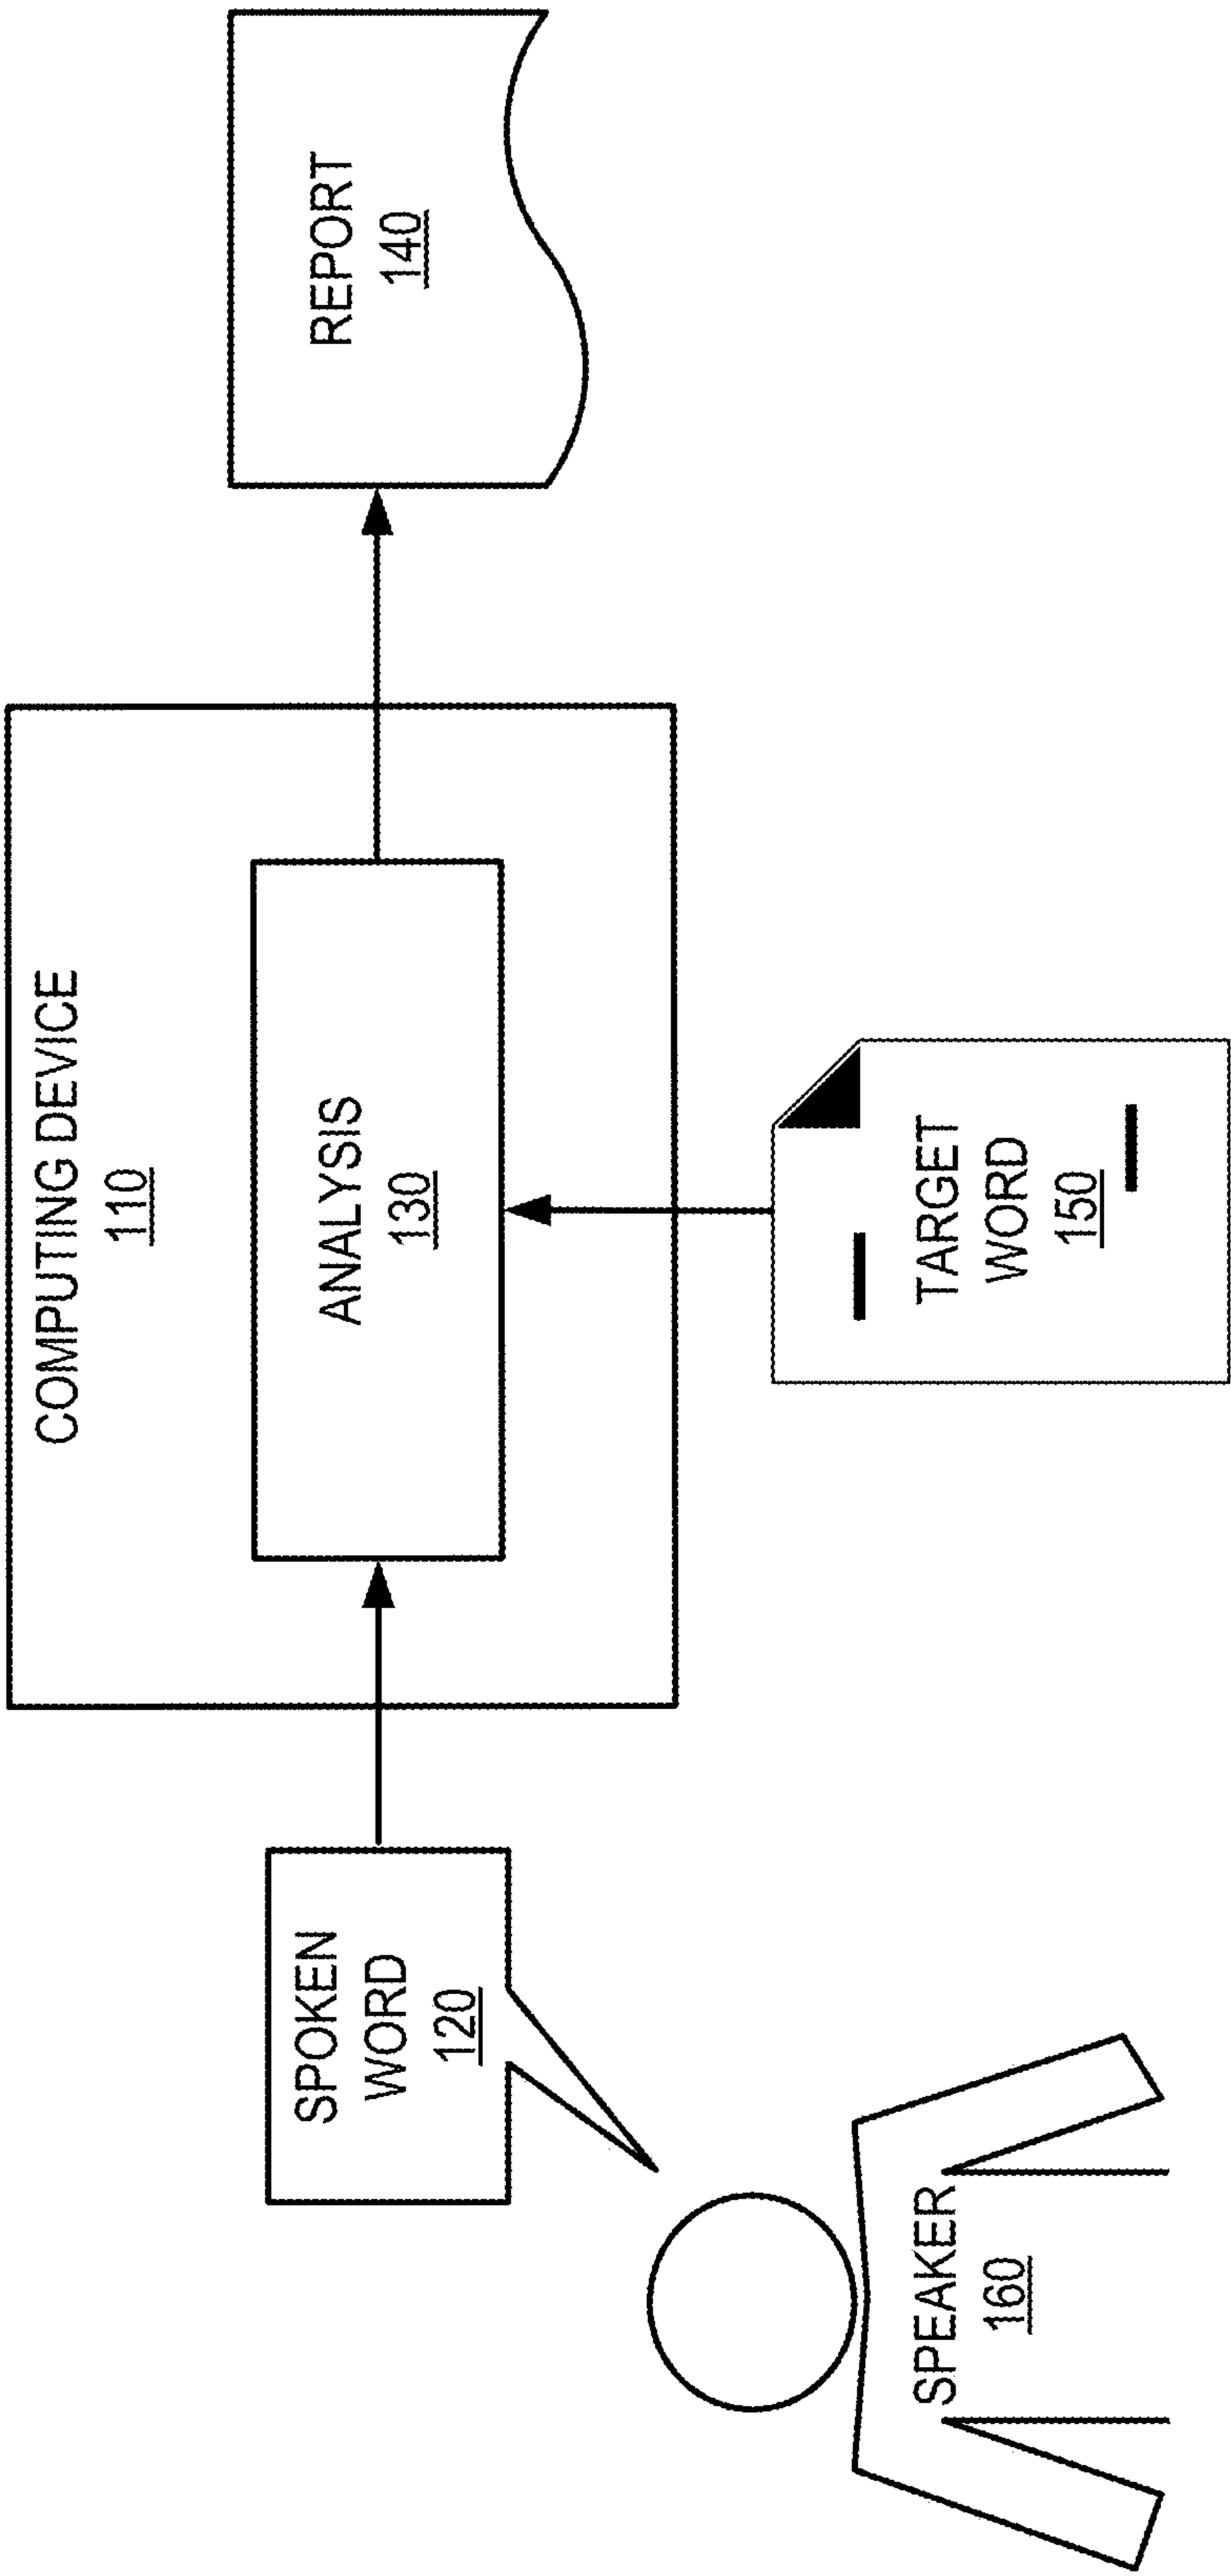 COMPUTING DEVICE
110
SPOKEN
WORD
120
ANALYSIS
130
REPORT
140
TARGET
WORD
150
SPEAKER
160